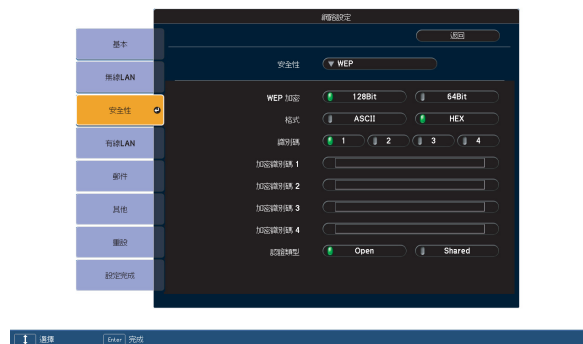 網路設定
返回
基本
無線LAN
安全性
有線LAN
郵件
其他
重設
設定完成
安全性 ▼ WEP
WEP 加密 128Bit 64Bit
格式 ASCII HEX
識別碼 1 2 3 4
加密識別碼 1
加密識別碼 2
加密識別碼 3
加密識別碼 4
認證類型 Open Shared
選擇 Enter 完成